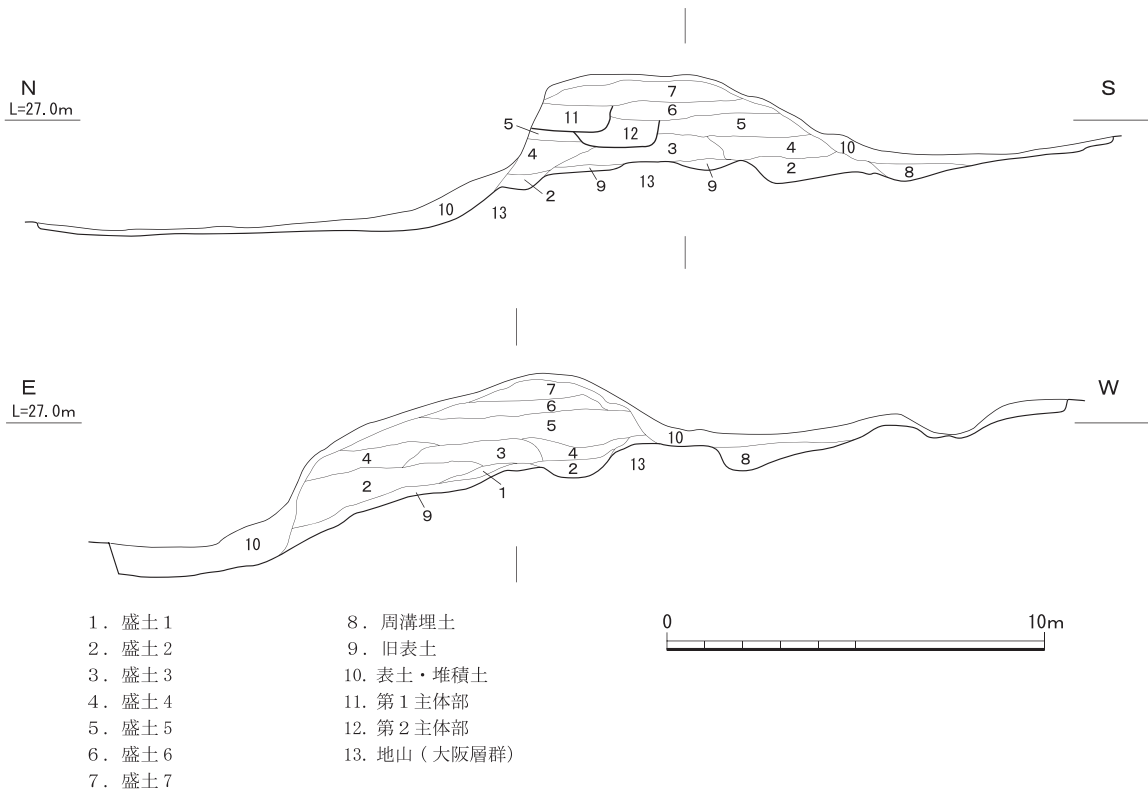 N
L=27.0m
S
7
11
6
5
5
12
4
3
4
10
2
8
9
13
9
2
10
13
E
L=27.0m
W
7
6
5
10
4
3
4
8
2
13
2
1
9
10
1. 盛土1
2. 盛土2
3. 盛土3
4. 盛土4
5. 盛土5
6. 盛土6
7. 盛土7
8. 周溝埋土
9. 旧表土
10. 表土・堆積土
11. 第1主体部
12. 第2主体部
13. 地山(大阪層群)
0 10m